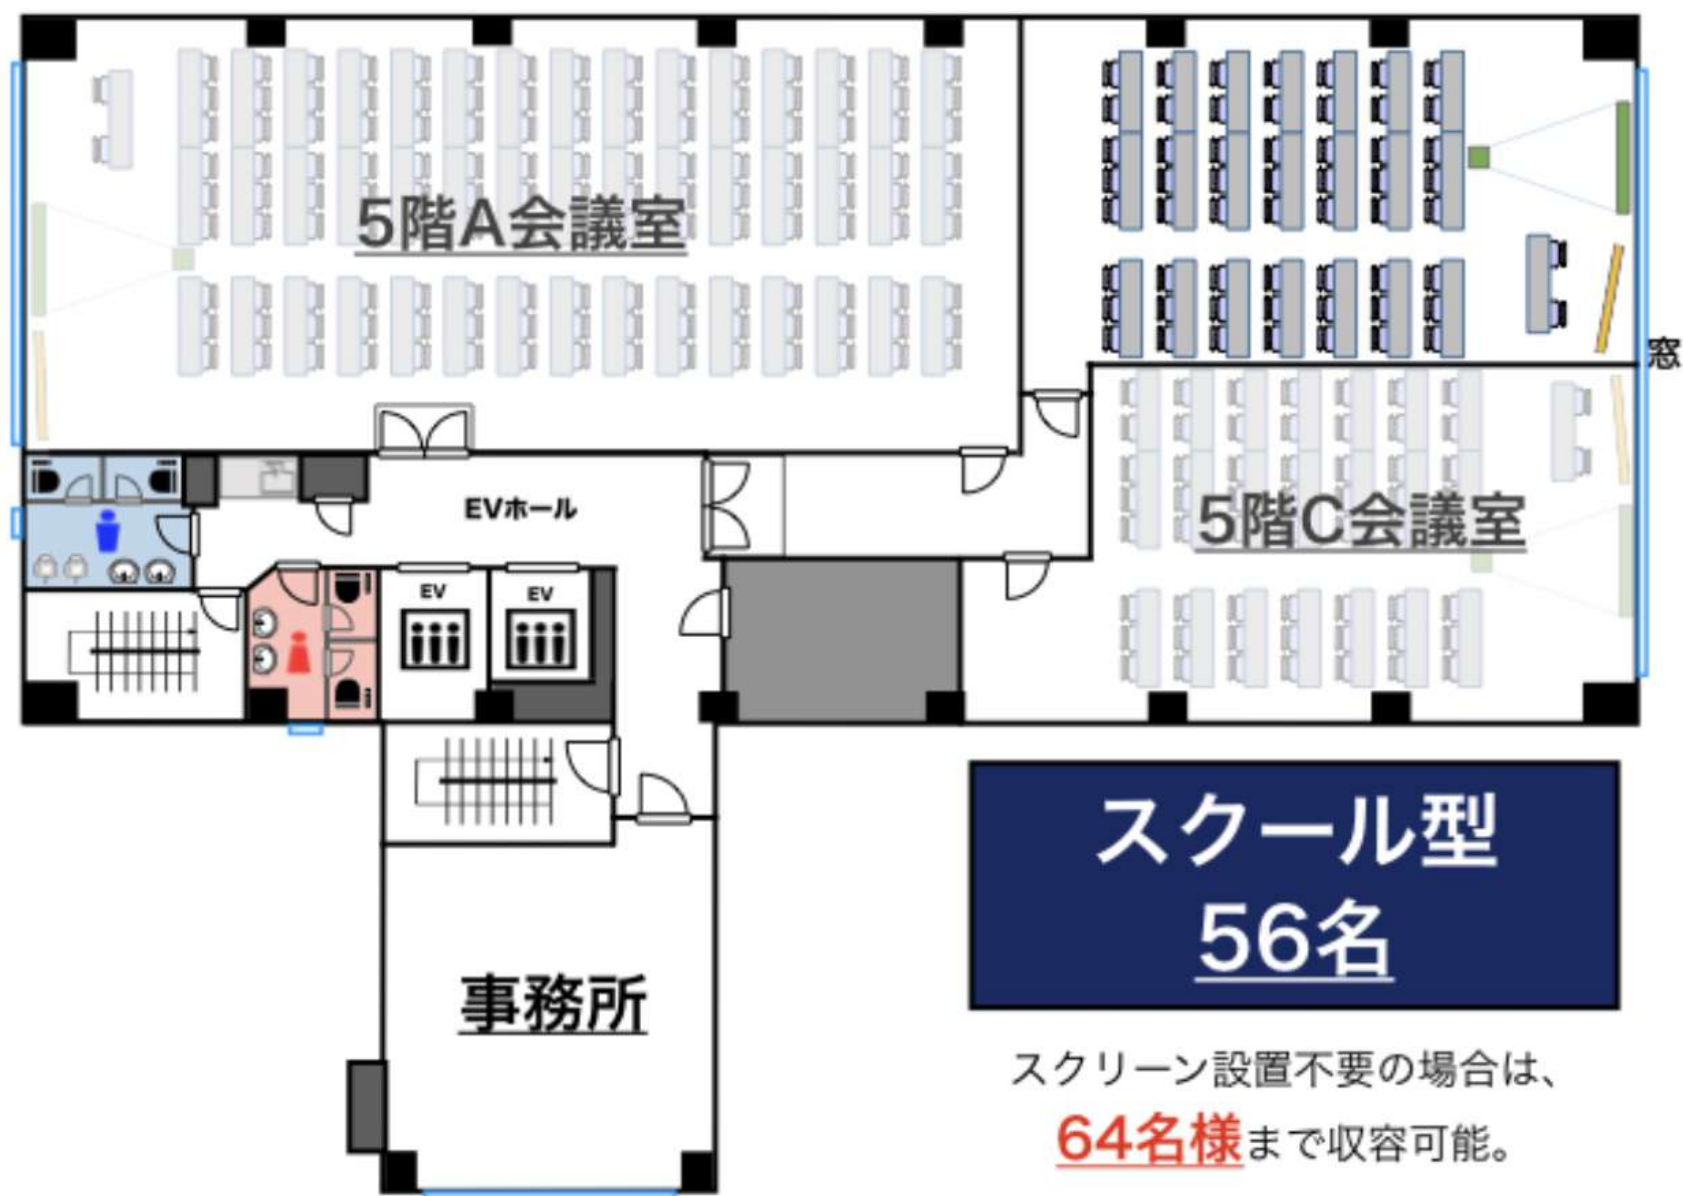 5階A会議室
窓
5階C会議室
EVホール
EV
EV
事務所
スクール型
56名
スクリーン設置不要の場合は、
64名様まで収容可能。